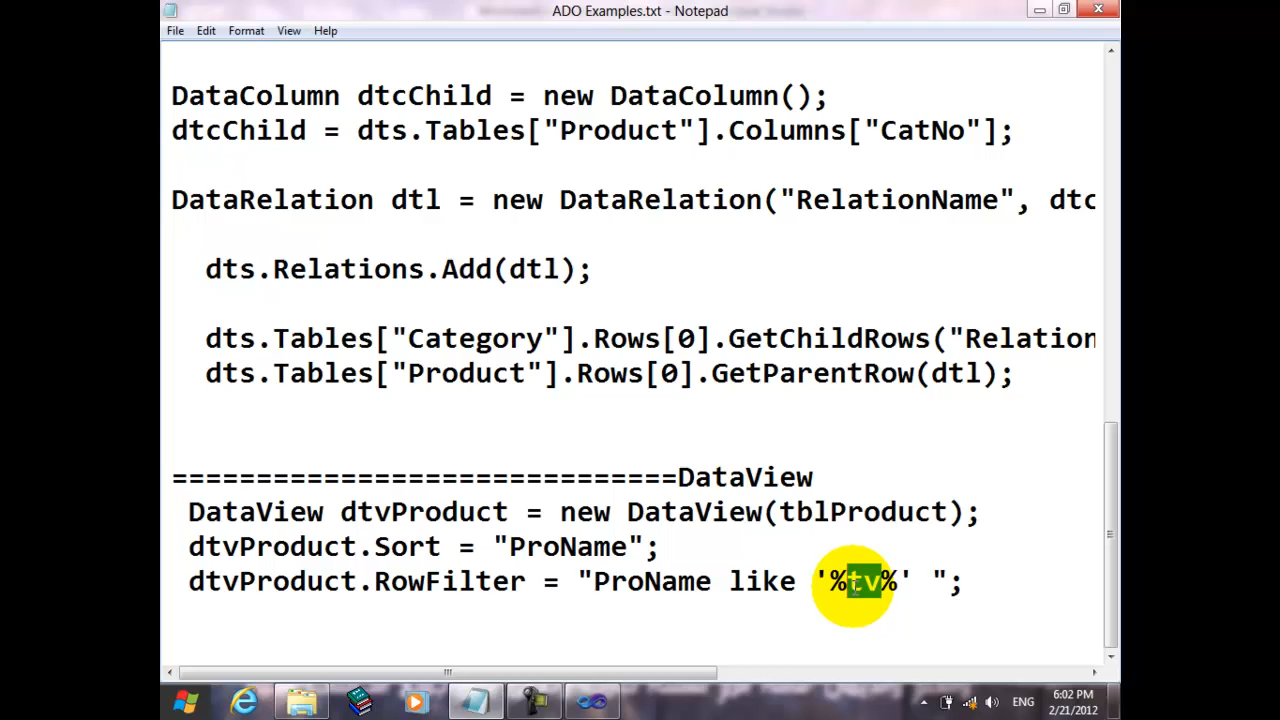 ADO Examples.txt - Notepad
File Edit Format View Help
DataColumn dtcChild = new DataColumn();
dtcChild = dts.Tables["Product"].Columns["CatNo"];
DataRelation dtl = new DataRelation("RelationName", dtc
dts.Relations.Add(dtl);
dts.Tables["Category"].Rows[0].GetChildRows("Relation
dts.Tables["Product"].Rows[0].GetParentRow(dtl);
==============================DataView
DataView dtvProduct = new DataView(tblProduct);
dtvProduct.Sort = "ProName";
dtvProduct.RowFilter = "ProName like '%tv%' ";
ENG
6:02 PM
2/21/2012